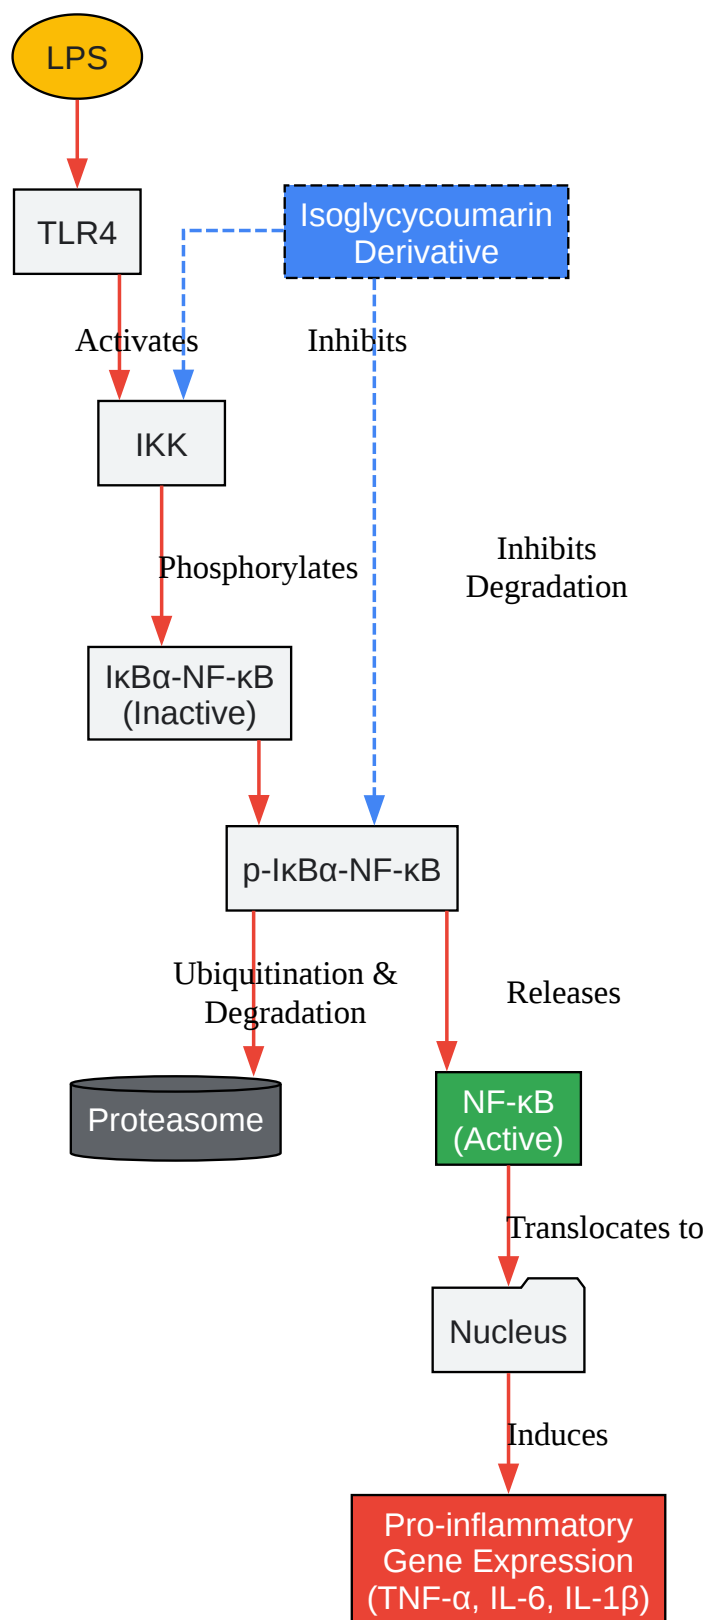 LPS
TLR4
Isoglycycoumarin
Derivative
Activates
Inhibits
IKK
Phosphorylates
Inhibits
Degradation
IκBα-NF-κB
(Inactive)
p-IκBα-NF-κB
Ubiquitination &
Degradation
Releases
Proteasome
NF-κB
(Active)
Translocates to
Nucleus
Induces
Pro-inflammatory
Gene Expression
(TNF-α, IL-6, IL-1β)